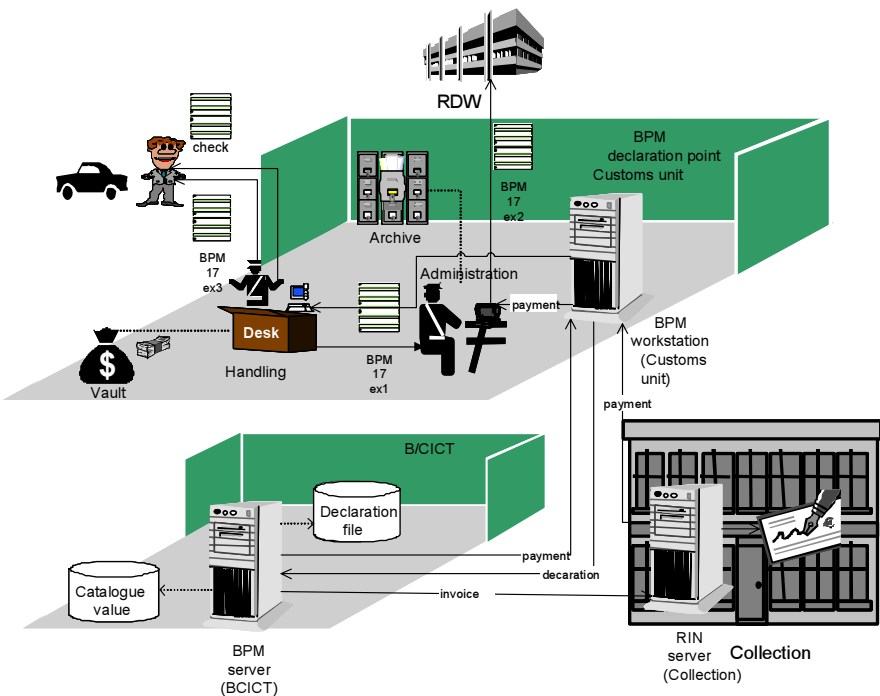 RDW
check
BPM
17
ex3
BPM
17
ex2
BPM
declaration point
Customs unit
Archive
Administration
payment
Desk
Handling
BPM
17
ex1
$
Vault
BPM
workstation
(Customs
unit)
payment
B/CICT
Declaration
file
Catalogue
value
payment
decaration
invoice
BPM
server
(BCICT)
RIN
server
(Collection)
Collection